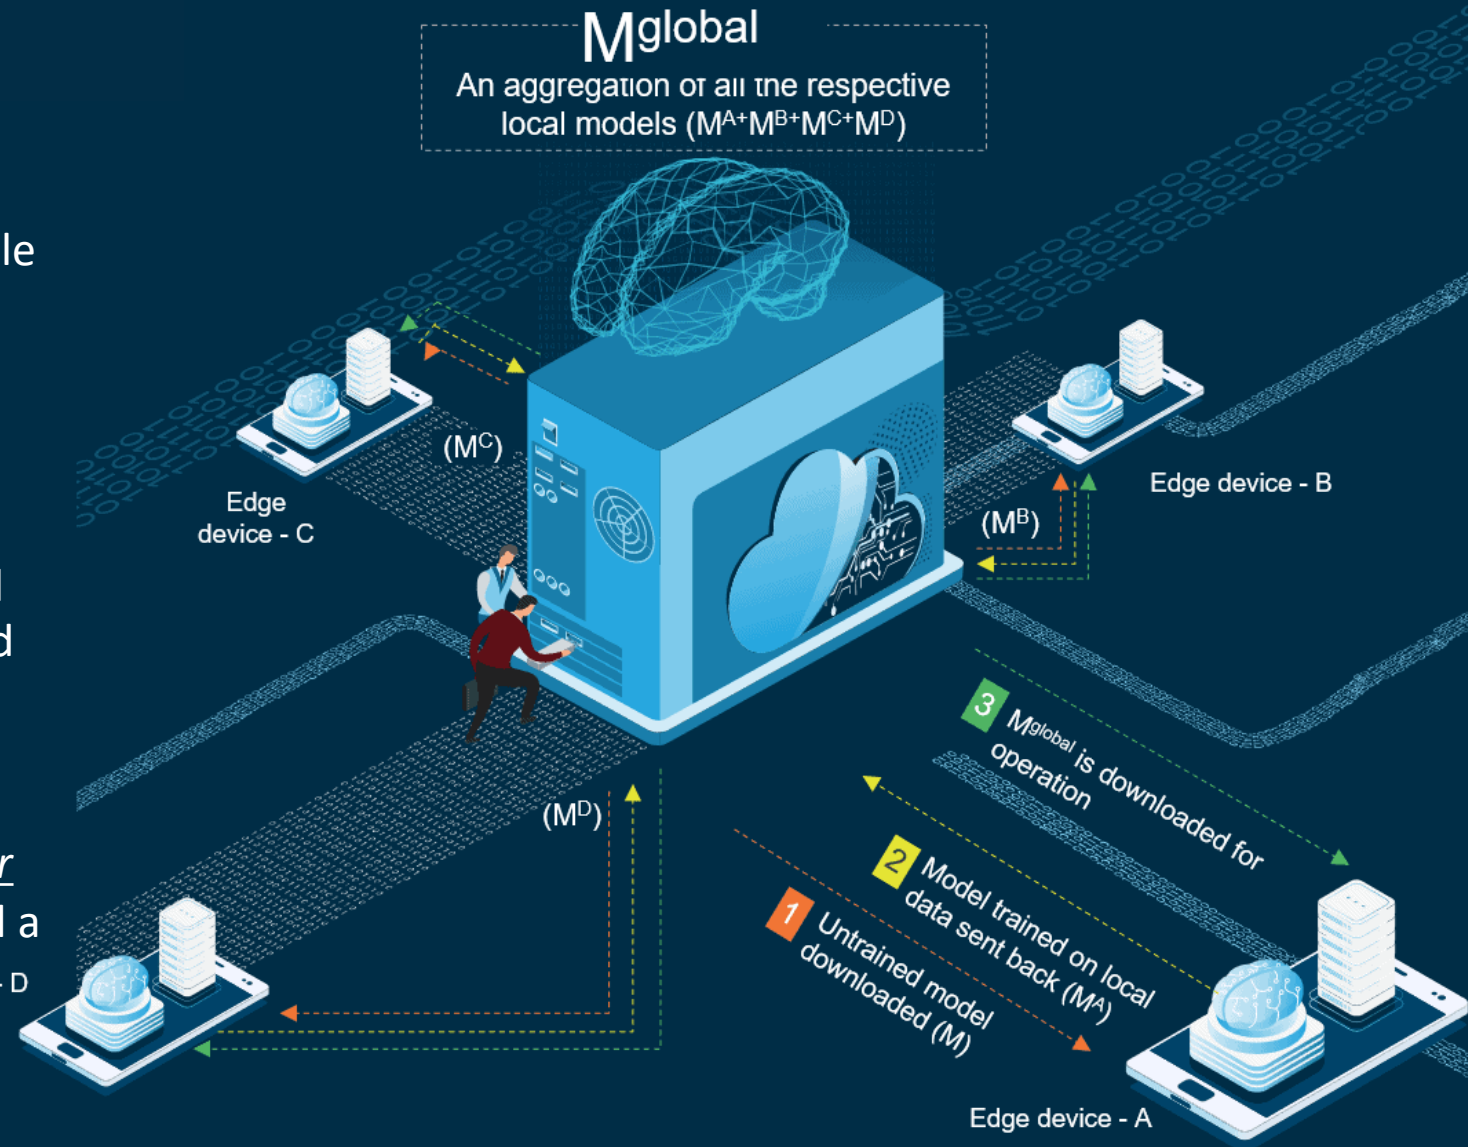 Mglobal
An aggregation of all the respective
local models (MA+MB+MC+MD)
le
(MC)
Edge
device - C
Edge device - B
(MB)
d
3 Mglobal is downloaded for
operation
(MD)
2 Model trained on local
data sent back (MA)
1 Untrained model
downloaded (M)
r
l a
- D
Edge device - A